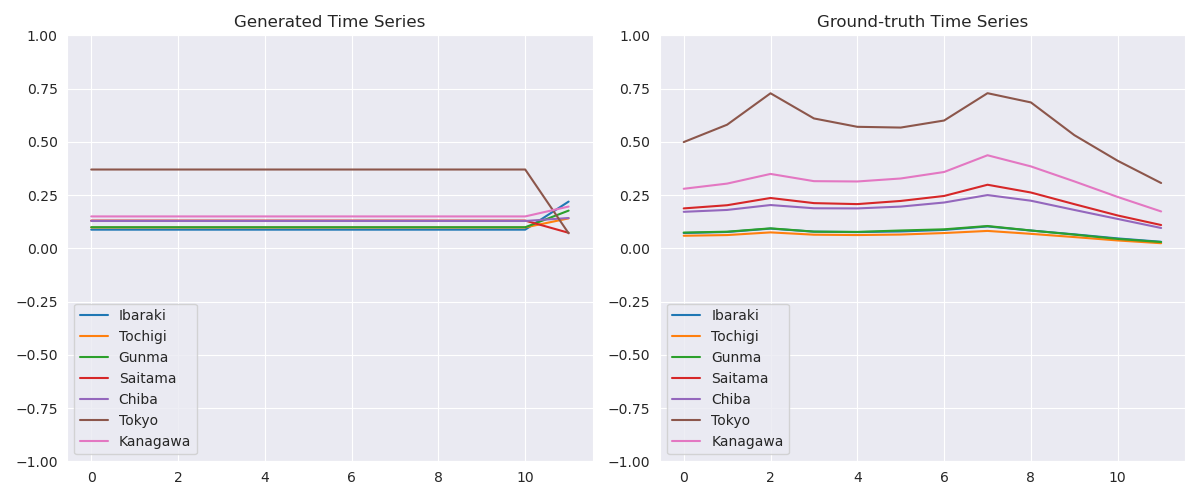 Generated Time Series
1.00
0.75
0.50
0.25
0.00
−0.25
−0.50
−0.75
−1.00
Ibaraki
Tochigi
Gunma
Saitama
Chiba
Tokyo
Kanagawa
0 2 4 6 8 10
Ground-truth Time Series
1.00
0.75
0.50
0.25
0.00
−0.25
−0.50
−0.75
−1.00
Ibaraki
Tochigi
Gunma
Saitama
Chiba
Tokyo
Kanagawa
0 2 4 6 8 10